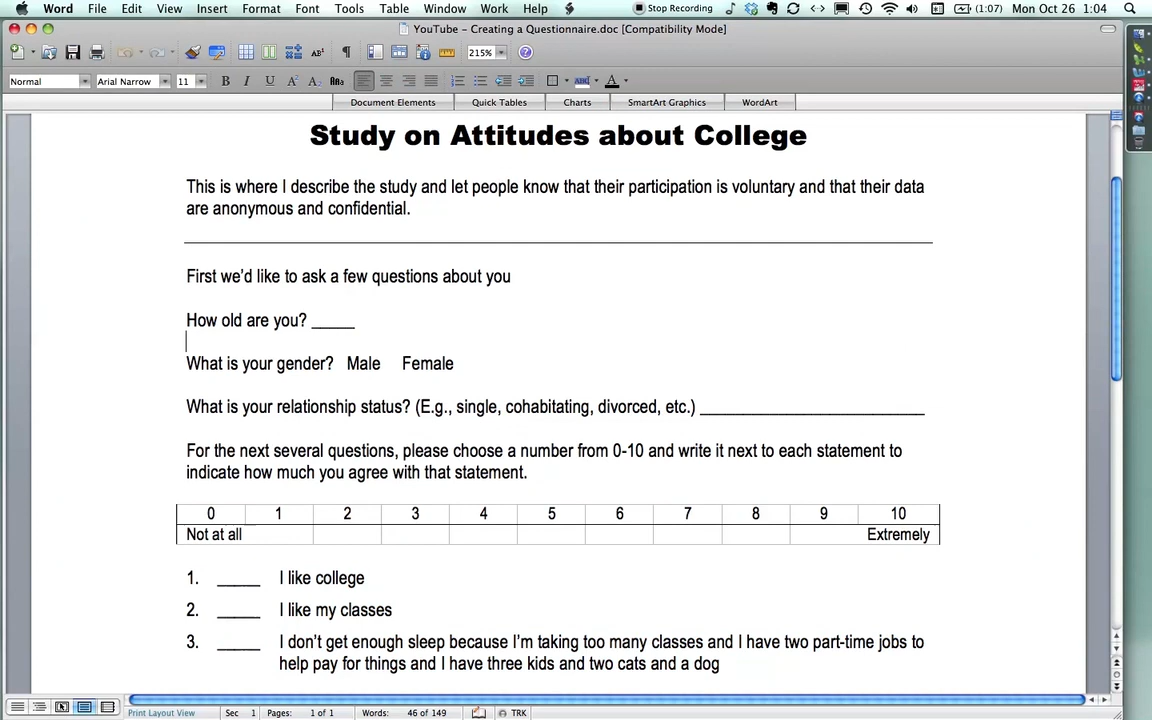 Word File Edit View Insert Format Font Tools Table Window Work Help Stop Recording (1:07) Mon Oct 26 1:04
YouTube - Creating a Questionnaire.doc [Compatibility Mode]
215%
Normal Arial Narrow 11
Document Elements Quick Tables Charts SmartArt Graphics WordArt
Study on Attitudes about College
This is where I describe the study and let people know that their participation is voluntary and that their data
are anonymous and confidential.
First we'd like to ask a few questions about you
How old are you? _____
What is your gender? Male Female
What is your relationship status? (E.g., single, cohabitating, divorced, etc.) __________________________
For the next several questions, please choose a number from 0-10 and write it next to each statement to
indicate how much you agree with that statement.
0 1 2 3 4 5 6 7 8 9 10
Not at all Extremely
1. _____ I like college
2. _____ I like my classes
3. _____ I don't get enough sleep because I'm taking too many classes and I have two part-time jobs to
help pay for things and I have three kids and two cats and a dog
Print Layout View Sec 1 Pages: 1 of 1 Words: 46 of 149 TRK